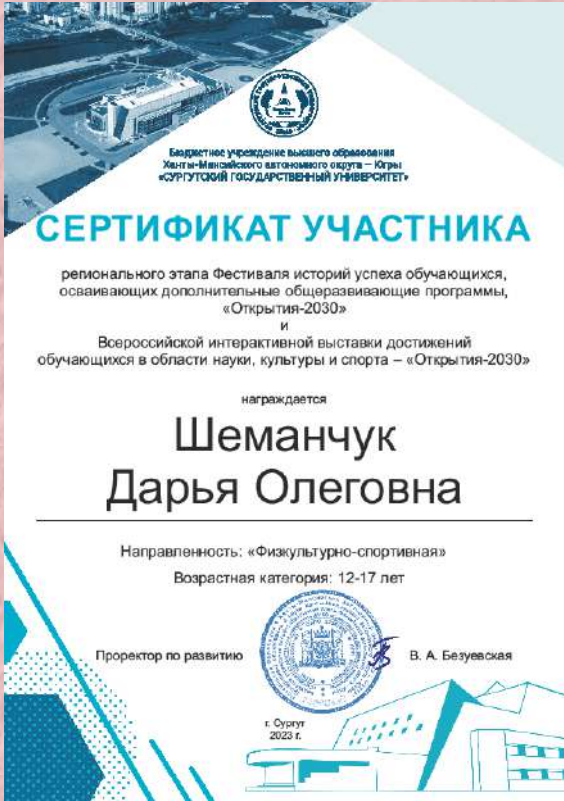 Бюджетное учреждение высшего образования
Ханты-Мансийского автономного округа – Югры
«СУРГУТСКИЙ ГОСУДАРСТВЕННЫЙ УНИВЕРСИТЕТ»
СЕРТИФИКАТ УЧАСТНИКА
регионального этапа Фестиваля историй успеха обучающихся,
осваивающих дополнительные общеразвивающие программы,
«Открытия-2030»
и
Всероссийской интерактивной выставки достижений
обучающихся в области науки, культуры и спорта – «Открытия-2030»
награждается
Шеманчук
Дарья Олеговна
Направленность: «Физкультурно-спортивная»
Возрастная категория: 12-17 лет
Проректор по развитию
В. А. Безуевская
г. Сургут
2023 г.